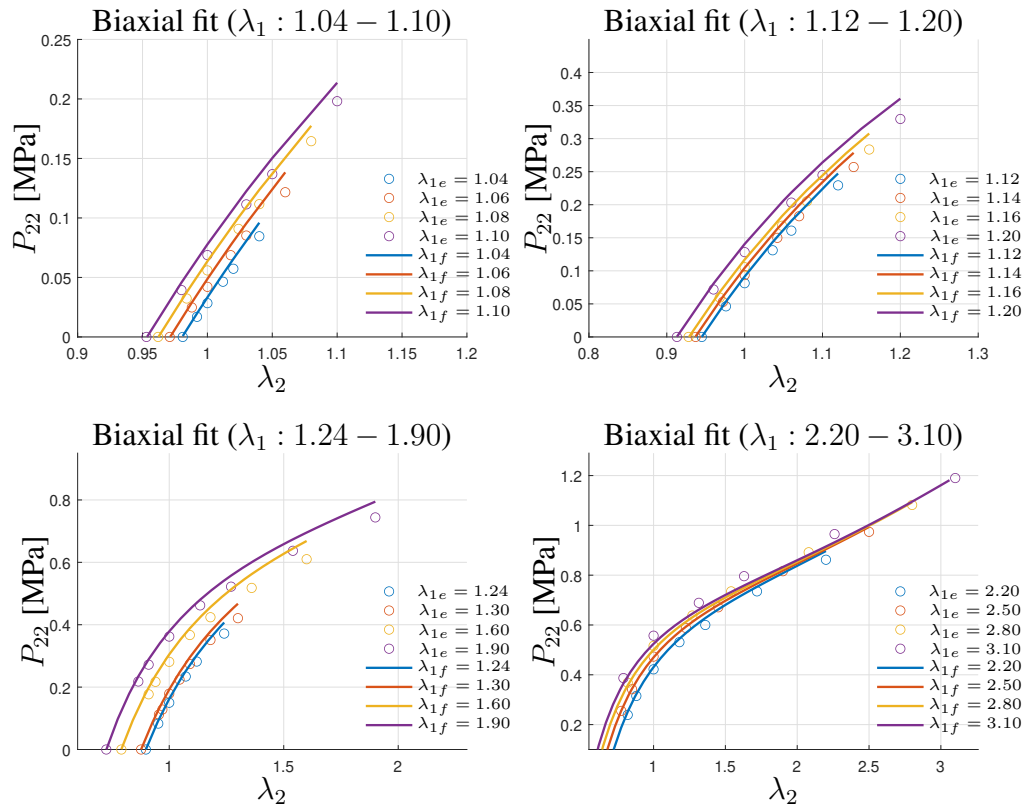 Biaxial fit (λ₁ : 1.04 − 1.10)
0.25
0.2
0.15
0.1
0.05
0
P₂₂ [MPa]
λ₁ₑ = 1.04
λ₁ₑ = 1.06
λ₁ₑ = 1.08
λ₁ₑ = 1.10
λ₁f = 1.04
λ₁f = 1.06
λ₁f = 1.08
λ₁f = 1.10
0.9 0.95 1 1.05 1.1 1.15 1.2
λ₂
Biaxial fit (λ₁ : 1.12 − 1.20)
0.4
0.35
0.3
0.25
0.2
0.15
0.1
0.05
0
P₂₂ [MPa]
λ₁ₑ = 1.12
λ₁ₑ = 1.14
λ₁ₑ = 1.16
λ₁ₑ = 1.20
λ₁f = 1.12
λ₁f = 1.14
λ₁f = 1.16
λ₁f = 1.20
0.8 0.9 1 1.1 1.2 1.3
λ₂
Biaxial fit (λ₁ : 1.24 − 1.90)
0.8
0.6
0.4
0.2
0
P₂₂ [MPa]
λ₁ₑ = 1.24
λ₁ₑ = 1.30
λ₁ₑ = 1.60
λ₁ₑ = 1.90
λ₁f = 1.24
λ₁f = 1.30
λ₁f = 1.60
λ₁f = 1.90
1 1.5 2
λ₂
Biaxial fit (λ₁ : 2.20 − 3.10)
1.2
1
0.8
0.6
0.4
0.2
P₂₂ [MPa]
λ₁ₑ = 2.20
λ₁ₑ = 2.50
λ₁ₑ = 2.80
λ₁ₑ = 3.10
λ₁f = 2.20
λ₁f = 2.50
λ₁f = 2.80
λ₁f = 3.10
1 1.5 2 2.5 3
λ₂